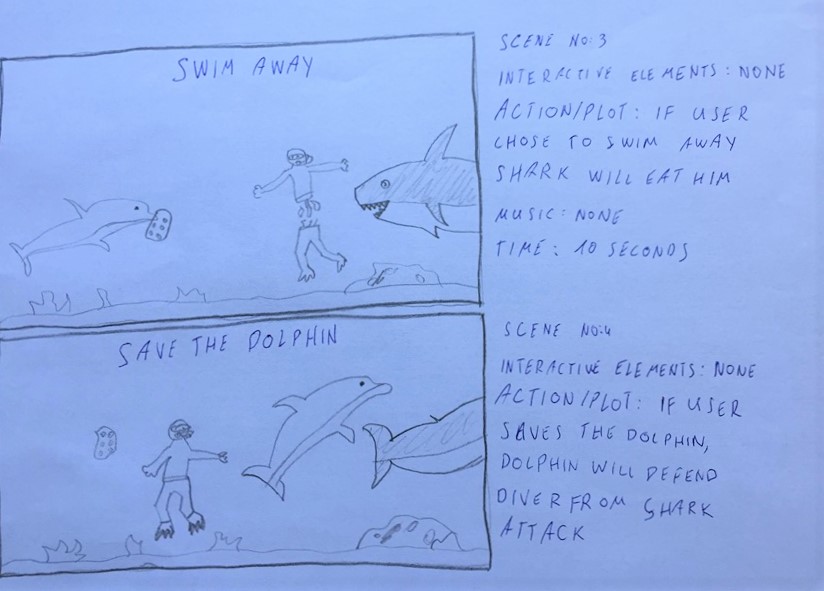 SWIM AWAY
SCENE NO:3
INTERACTIVE ELEMENTS: NONE
ACTION/PLOT: IF USER
CHOSE TO SWIM AWAY
SHARK WILL EAT HIM
MUSIC: NONE
TIME: 10 SECONDS
SAVE THE DOLPHIN
SCENE NO:4
INTERACTIVE ELEMENTS: NONE
ACTION/PLOT: IF USER
SAVES THE DOLPHIN,
DOLPHIN WILL DEFEND
DIVER FROM SHARK
ATTACK